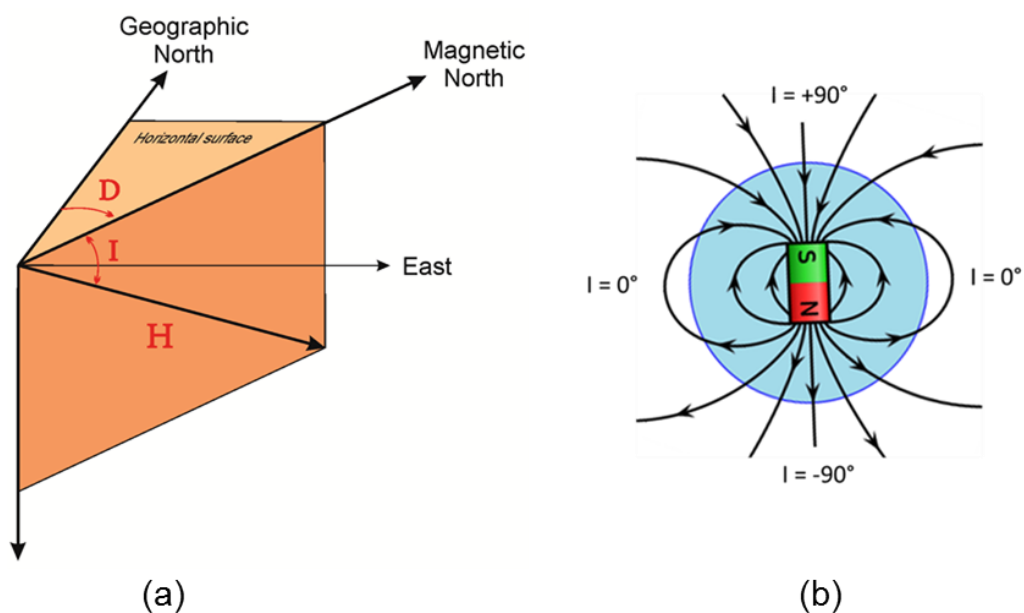 Geographic
North
Magnetic
North
Horizontal surface
D
I
East
H
(a)
I = +90°
I = 0°
S
N
I = 0°
I = -90°
(b)